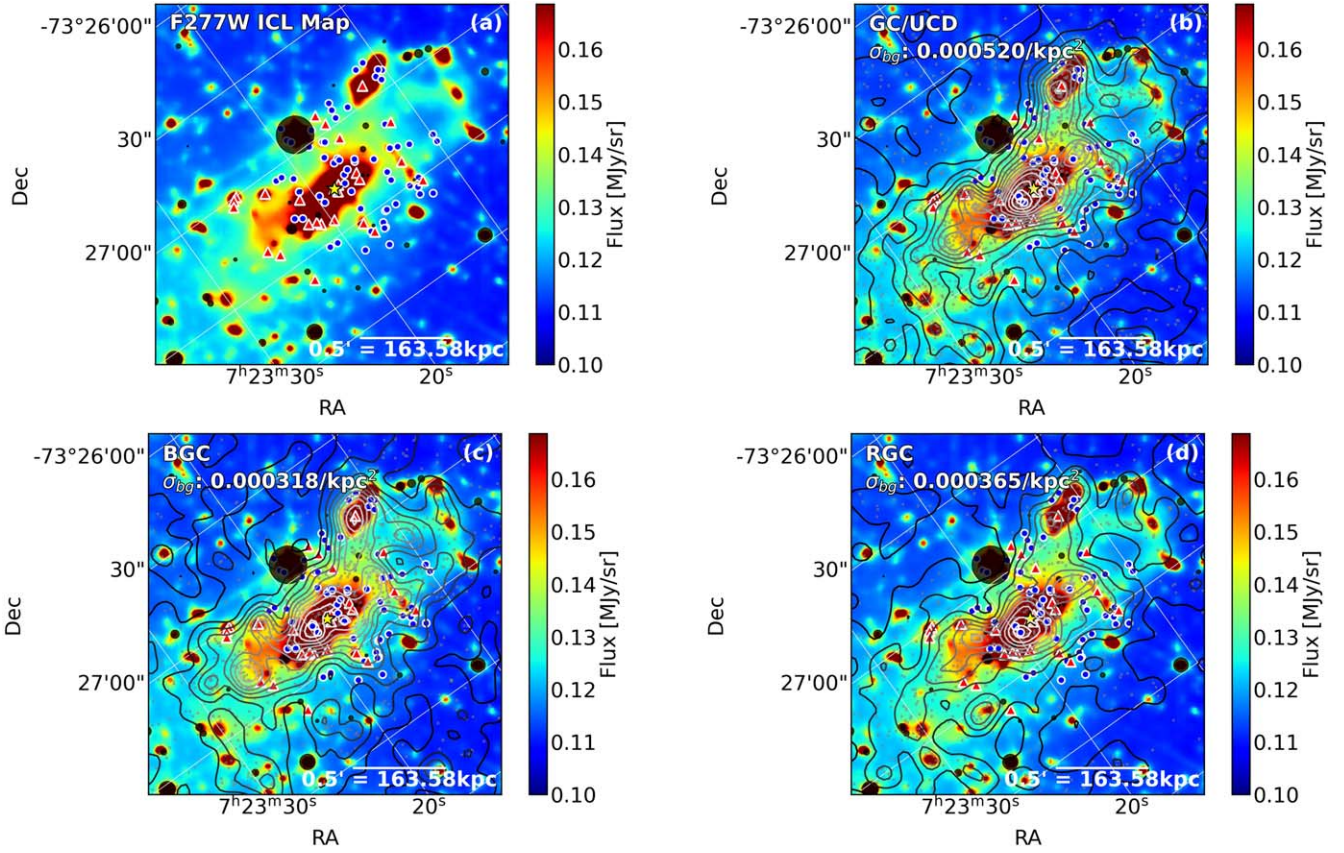 F277W ICL Map (a)
-73°26'00"
30"
27'00"
Dec
0.5' = 163.58kpc
7ʰ23ᵐ30ˢ 20ˢ
RA
0.16
0.15
0.14
0.13
0.12
0.11
0.10
Flux [MJy/sr]
GC/UCD (b)
σbg: 0.000520/kpc²
-73°26'00"
30"
27'00"
Dec
0.5' = 163.58kpc
7ʰ23ᵐ30ˢ 20ˢ
RA
0.16
0.15
0.14
0.13
0.12
0.11
0.10
Flux [MJy/sr]
BGC (c)
σbg: 0.000318/kpc²
-73°26'00"
30"
27'00"
Dec
0.5' = 163.58kpc
7ʰ23ᵐ30ˢ 20ˢ
RA
0.16
0.15
0.14
0.13
0.12
0.11
0.10
Flux [MJy/sr]
RGC (d)
σbg: 0.000365/kpc²
-73°26'00"
30"
27'00"
Dec
0.5' = 163.58kpc
7ʰ23ᵐ30ˢ 20ˢ
RA
0.16
0.15
0.14
0.13
0.12
0.11
0.10
Flux [MJy/sr]